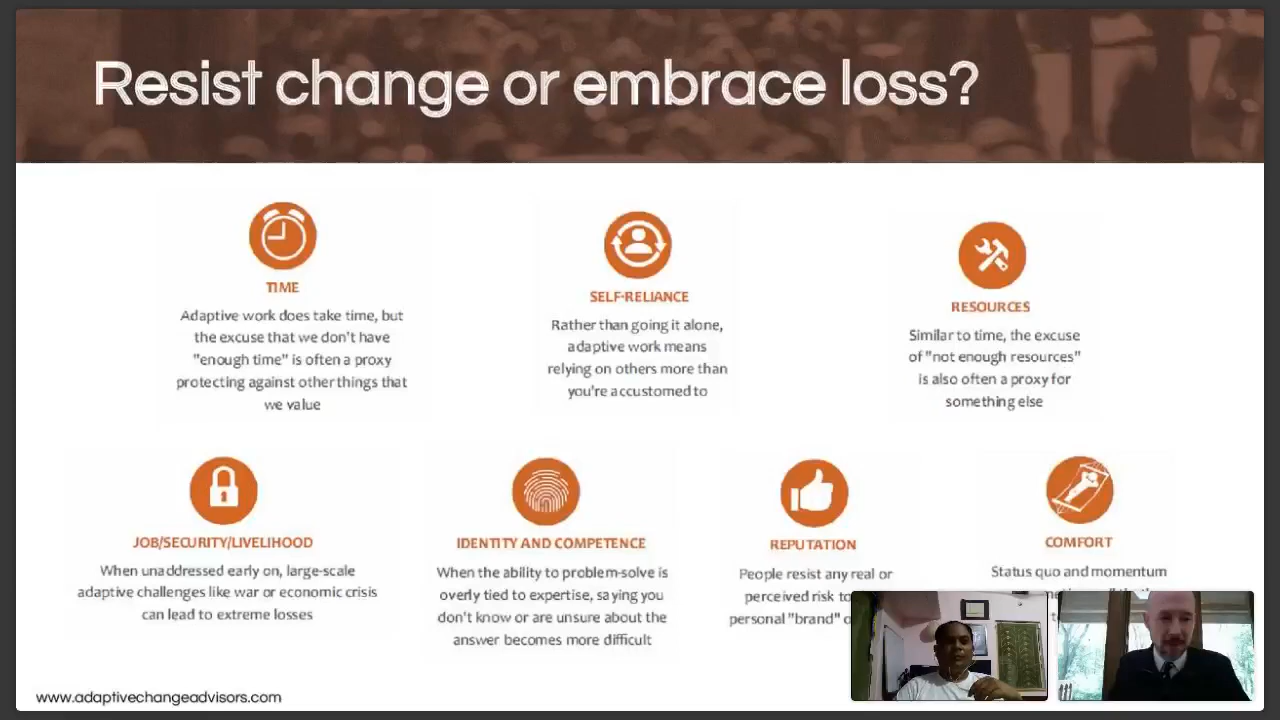 Resist change or embrace loss?
TIME
Adaptive work does take time, but
the excuse that we don't have
"enough time" is often a proxy
protecting against other things that
we value
SELF-RELIANCE
Rather than going it alone,
adaptive work means
relying on others more than
you're accustomed to
RESOURCES
Similar to time, the excuse
of "not enough resources"
is also often a proxy for
something else
JOB/SECURITY/LIVELIHOOD
When unaddressed early on, large-scale
adaptive challenges like war or economic crisis
can lead to extreme losses
IDENTITY AND COMPETENCE
When the ability to problem-solve is
overly tied to expertise, saying you
don't know or are unsure about the
answer becomes more difficult
REPUTATION
People resist any real or
perceived risk
personal "brand"
COMFORT
Status quo and momentum
www.adaptivechangeadvisors.com